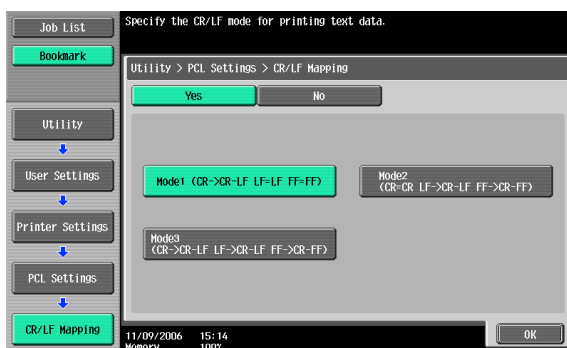 Job List
Bookmark
Specify the CR/LF mode for printing text data.
Utility > PCL Settings > CR/LF Mapping
Yes
No
Utility
User Settings
Printer Settings
PCL Settings
CR/LF Mapping
Mode1 (CR->CR-LF LF=LF FF=FF)
Mode2
(CR=CR LF->CR-LF FF->CR-FF)
Mode3
(CR->CR-LF LF->CR-LF FF->CR-FF)
11/09/2006 15:14
Memory 100%
OK